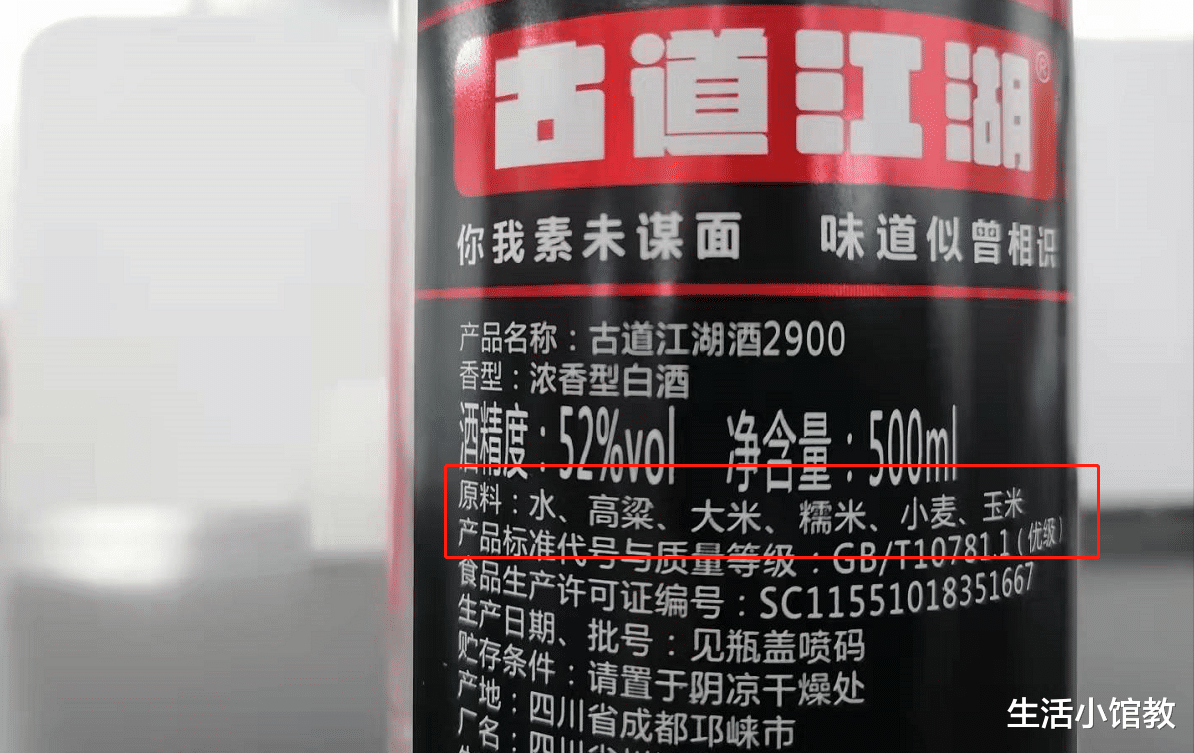 古道江湖®
你我素未谋面 味道似曾相识
产品名称：古道江湖酒2900
香型：浓香型白酒
酒精度：52%vol 净含量：500ml
原料：水、高粱、大米、糯米、小麦、玉米
产品标准代号与质量等级：GB/T10781.1（优级）
食品生产许可证编号：SC11551018351667
生产日期、批号：见瓶盖喷码
贮存条件：请置于阴凉干燥处
产地：四川省成都邛崃市
厂名：四川省
生活小馆教